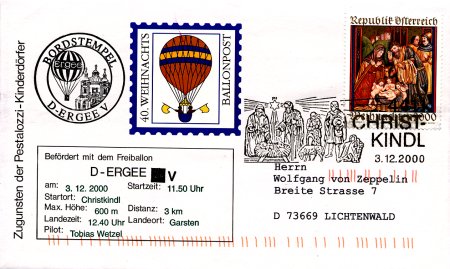 Zugunsten der Pestalozzi-Kinderdörfer
BORDSTEMPEL
Ergee
D-ERGEE V
40. WEIHNACHTS
BALLONPOST
Republik Österreich
CHRIST-
KINDL
3.12.2000
Befördert mit dem Freiballon
D-ERGEE V
am: 3. 12. 2000 Startzeit: 11.50 Uhr
Startort: Christkindl
Max. Höhe: 600 m Distanz: 3 km
Landezeit: 12.40 Uhr Landeort: Garsten
Pilot: Tobias Wetzel
Herrn
Wolfgang von Zeppelin
Breite Strasse 7
D 73669 LICHTENWALD